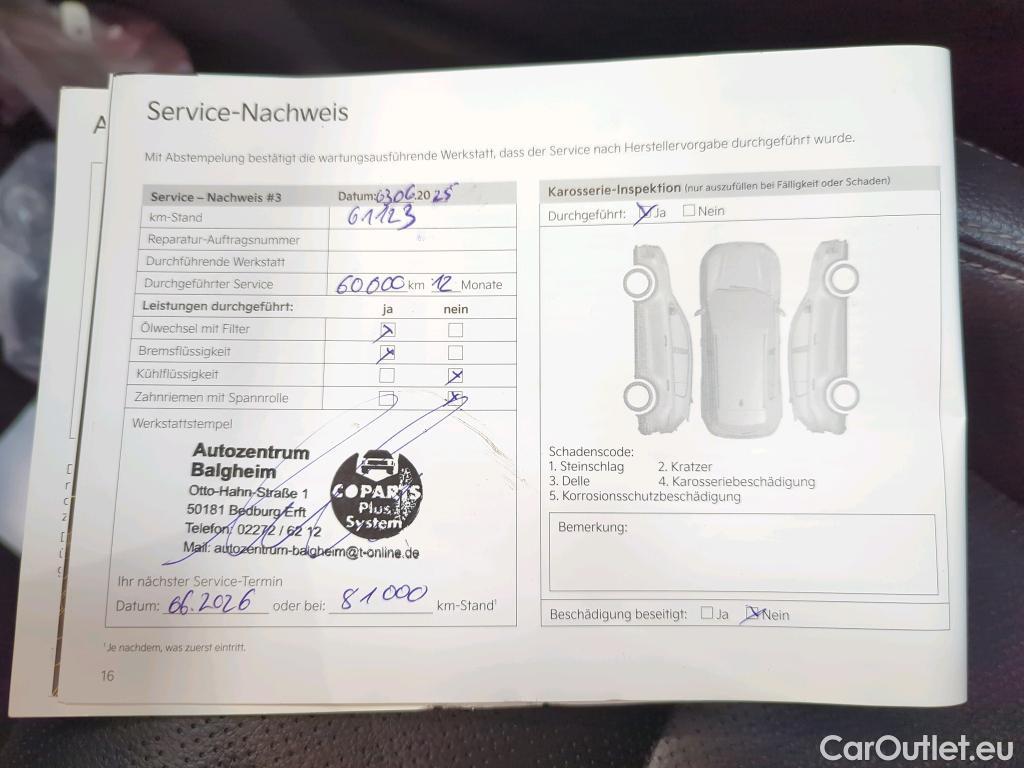 A
Service-Nachweis
Mit Abstempelung bestätigt die wartungsausführende Werkstatt, dass der Service nach Herstellervorgabe durchgeführt wurde.
Service – Nachweis #3 Datum: 03.06.2025
km-Stand 61123
Reparatur-Auftragsnummer
Durchführende Werkstatt
Durchgeführter Service 60.000 km 12 Monate
Leistungen durchgeführt: ja nein
Ölwechsel mit Filter
Bremsflüssigkeit
Kühlflüssigkeit
Zahnriemen mit Spannrolle
Werkstattstempel
Autozentrum
Balgheim
Otto-Hahn-Straße 1
50181 Bedburg Erft
Telefon: 02272 / 62 12
Mail: autozentrum-balgheim@t-online.de
COPARTS
Plus
System
Ihr nächster Service-Termin
Datum: 06.2026 oder bei: 81000 km-Stand¹
¹Je nachdem, was zuerst eintritt.
16
Karosserie-Inspektion (nur auszufüllen bei Fälligkeit oder Schaden)
Durchgeführt: Ja Nein
Schadenscode:
1. Steinschlag 2. Kratzer
3. Delle 4. Karosseriebeschädigung
5. Korrosionsschutzbeschädigung
Bemerkung:
Beschädigung beseitigt: Ja Nein
CarOutlet.eu